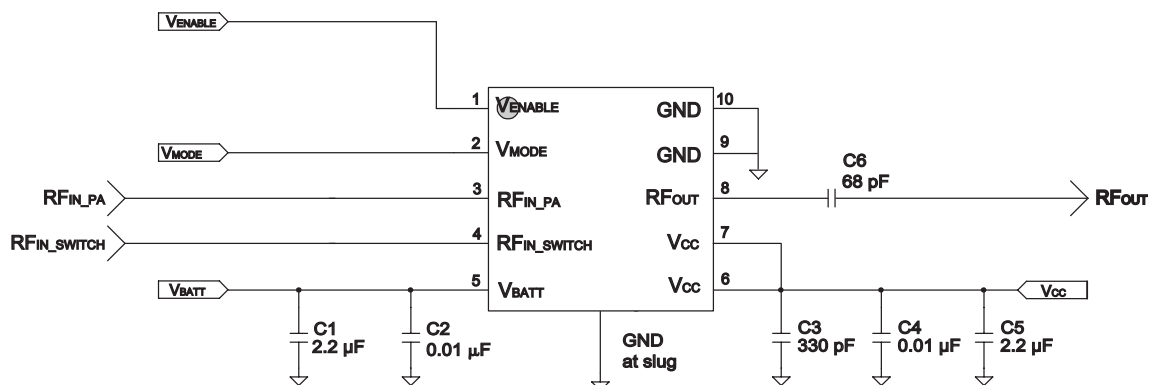 VENABLE
1 VENABLE GND 10
VMODE 2 VMODE GND 9
C6
68 pF
RFIN_PA 3 RFIN_PA RFOUT 8 RFOUT
RFIN_SWITCH 4 RFIN_SWITCH VCC 7
VBATT 5 VBATT VCC 6 VCC
C1
2.2 µF
C2
0.01 µF
GND
at slug
C3
330 pF
C4
0.01 µF
C5
2.2 µF